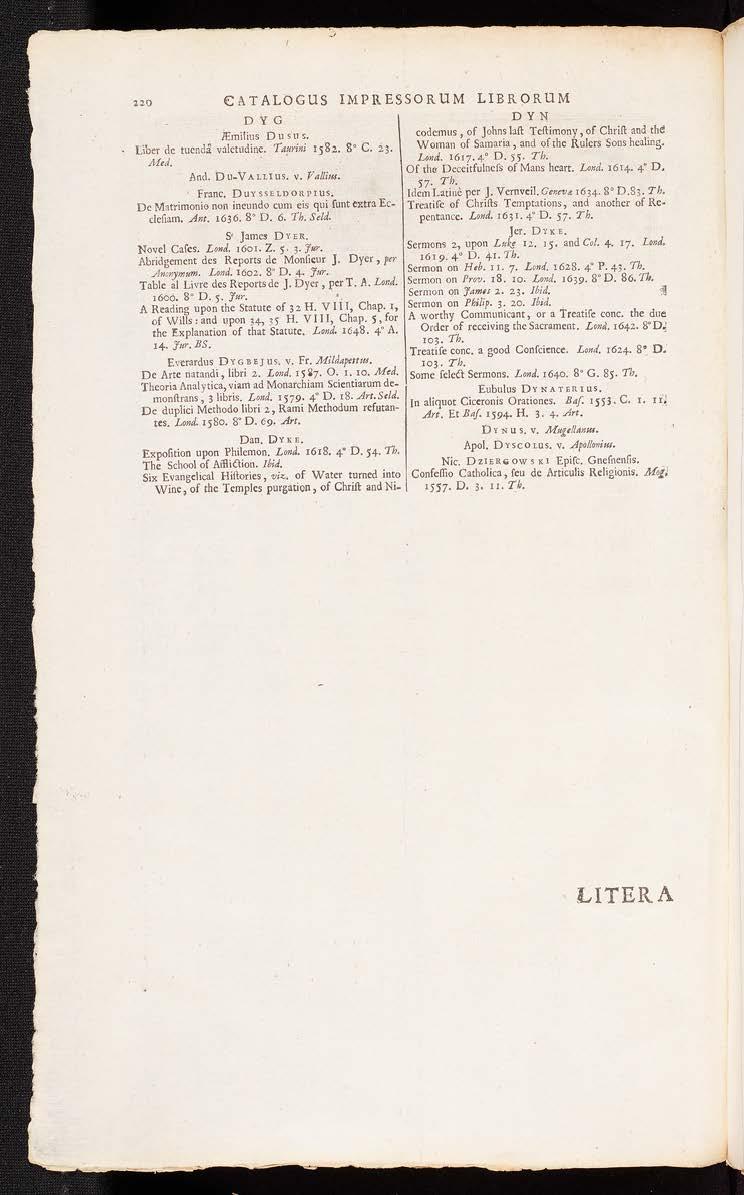 220 CATALOGUS IMPRESSORUM LIBRORUM
DYG
Æmilius Dusus.
Liber de tuendâ valetudine. Taurini 1582. 8° C. 23.
Med.
And. Du-Vallius. v. Vallius.
Franc. Duysseldorpius.
De Matrimonio non ineundo cum eis qui ſunt extra Ec-
cleſiam. Ant. 1636. 8° D. 6. Th. Seld.
Sr James Dyer.
Novel Caſes. Lond. 1601. Z. 5. 3. Jur.
Abridgement des Reports de Monſieur J. Dyer, per
Anonymum. Lond. 1602. 8° D. 4. Jur.
Table al Livre des Reports de J. Dyer, per T. A. Lond.
1606. 8° D. 5. Jur.
A Reading upon the Statute of 32 H. VIII, Chap. 1,
of Wills: and upon 34, 35 H. VIII, Chap. 5, for
the Explanation of that Statute. Lond. 1648. 4° A.
14. Jur. BS.
Everardus Dygbejus. v. Fr. Mildapettus.
De Arte natandi, libri 2. Lond. 1587. O. 1. 10. Med.
Theoria Analytica, viam ad Monarchiam Scientiarum de-
monſtrans, 3 libris. Lond. 1579. 4° D. 18. Art. Seld.
De duplici Methodo libri 2, Rami Methodum refutan-
tes. Lond. 1580. 8° D. 69. Art.
Dan. Dyke.
Expoſition upon Philemon. Lond. 1618. 4° D. 54. Th.
The School of Affliction. Ibid.
Six Evangelical Hiſtories, viz. of Water turned into
Wine, of the Temples purgation, of Chriſt and Ni-
DYN
codemus, of Johns laſt Teſtimony, of Chriſt and the
Woman of Samaria, and of the Rulers Sons healing.
Lond. 1617. 4° D. 55. Th.
Of the Deceitfulneſs of Mans heart. Lond. 1614. 4° D.
57. Th.
Idem Latinè per J. Vernveil. Genevæ 1634. 8° D. 83. Th.
Treatiſe of Chriſts Temptations, and another of Re-
pentance. Lond. 1631. 4° D. 57. Th.
Jer. Dyke.
Sermons 2, upon Luke 12. 15. and Col. 4. 17. Lond.
1619. 4° D. 41. Th.
Sermon on Heb. 11. 7. Lond. 1628. 4° P. 43. Th.
Sermon on Prov. 18. 10. Lond. 1639. 8° D. 86. Th.
Sermon on James 2. 23. Ibid.
Sermon on Philip. 3. 20. Ibid.
A worthy Communicant, or a Treatiſe conc. the due
Order of receiving the Sacrament. Lond. 1642. 8° D.
103. Th.
Treatiſe conc. a good Conſcience. Lond. 1624. 8° D.
103. Th.
Some ſelect Sermons. Lond. 1640. 8° G. 85. Th.
Eubulus Dynaterius.
In aliquot Ciceronis Orationes. Baſ. 1553. C. 1. 11.
Art. Et Baſ. 1594. H. 3. 4. Art.
Dynus. v. Mugellanus.
Apol. Dyscolus. v. Apollonius.
Nic. Dziergowski Epiſc. Gneſnenſis.
Confeſſio Catholica, ſeu de Articulis Religionis. Mog.
1557. D. 3. 11. Th.
LITERA